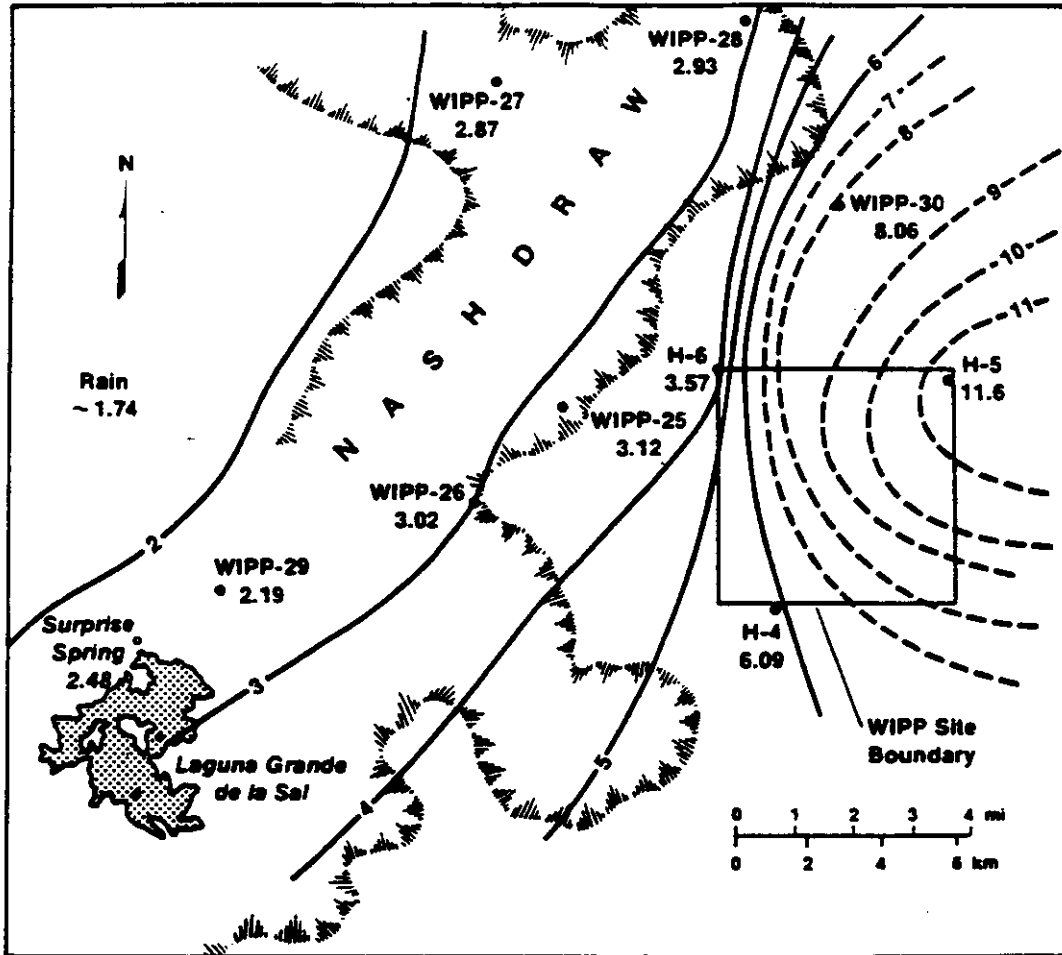 WIPP-28
2.93
WIPP-27
2.87
6
7
8
N
NASH DRAW
WIPP-30
8.06
9
10
11
Rain
~ 1.74
H-6
3.57
H-5
11.6
WIPP-25
3.12
WIPP-26
3.02
2
WIPP-29
2.19
H-4
6.09
Surprise
Spring
2.48
3
WIPP Site
Boundary
Laguna Grande
de la Sal
5
4
0 1 2 3 4 mi
0 2 4 6 km